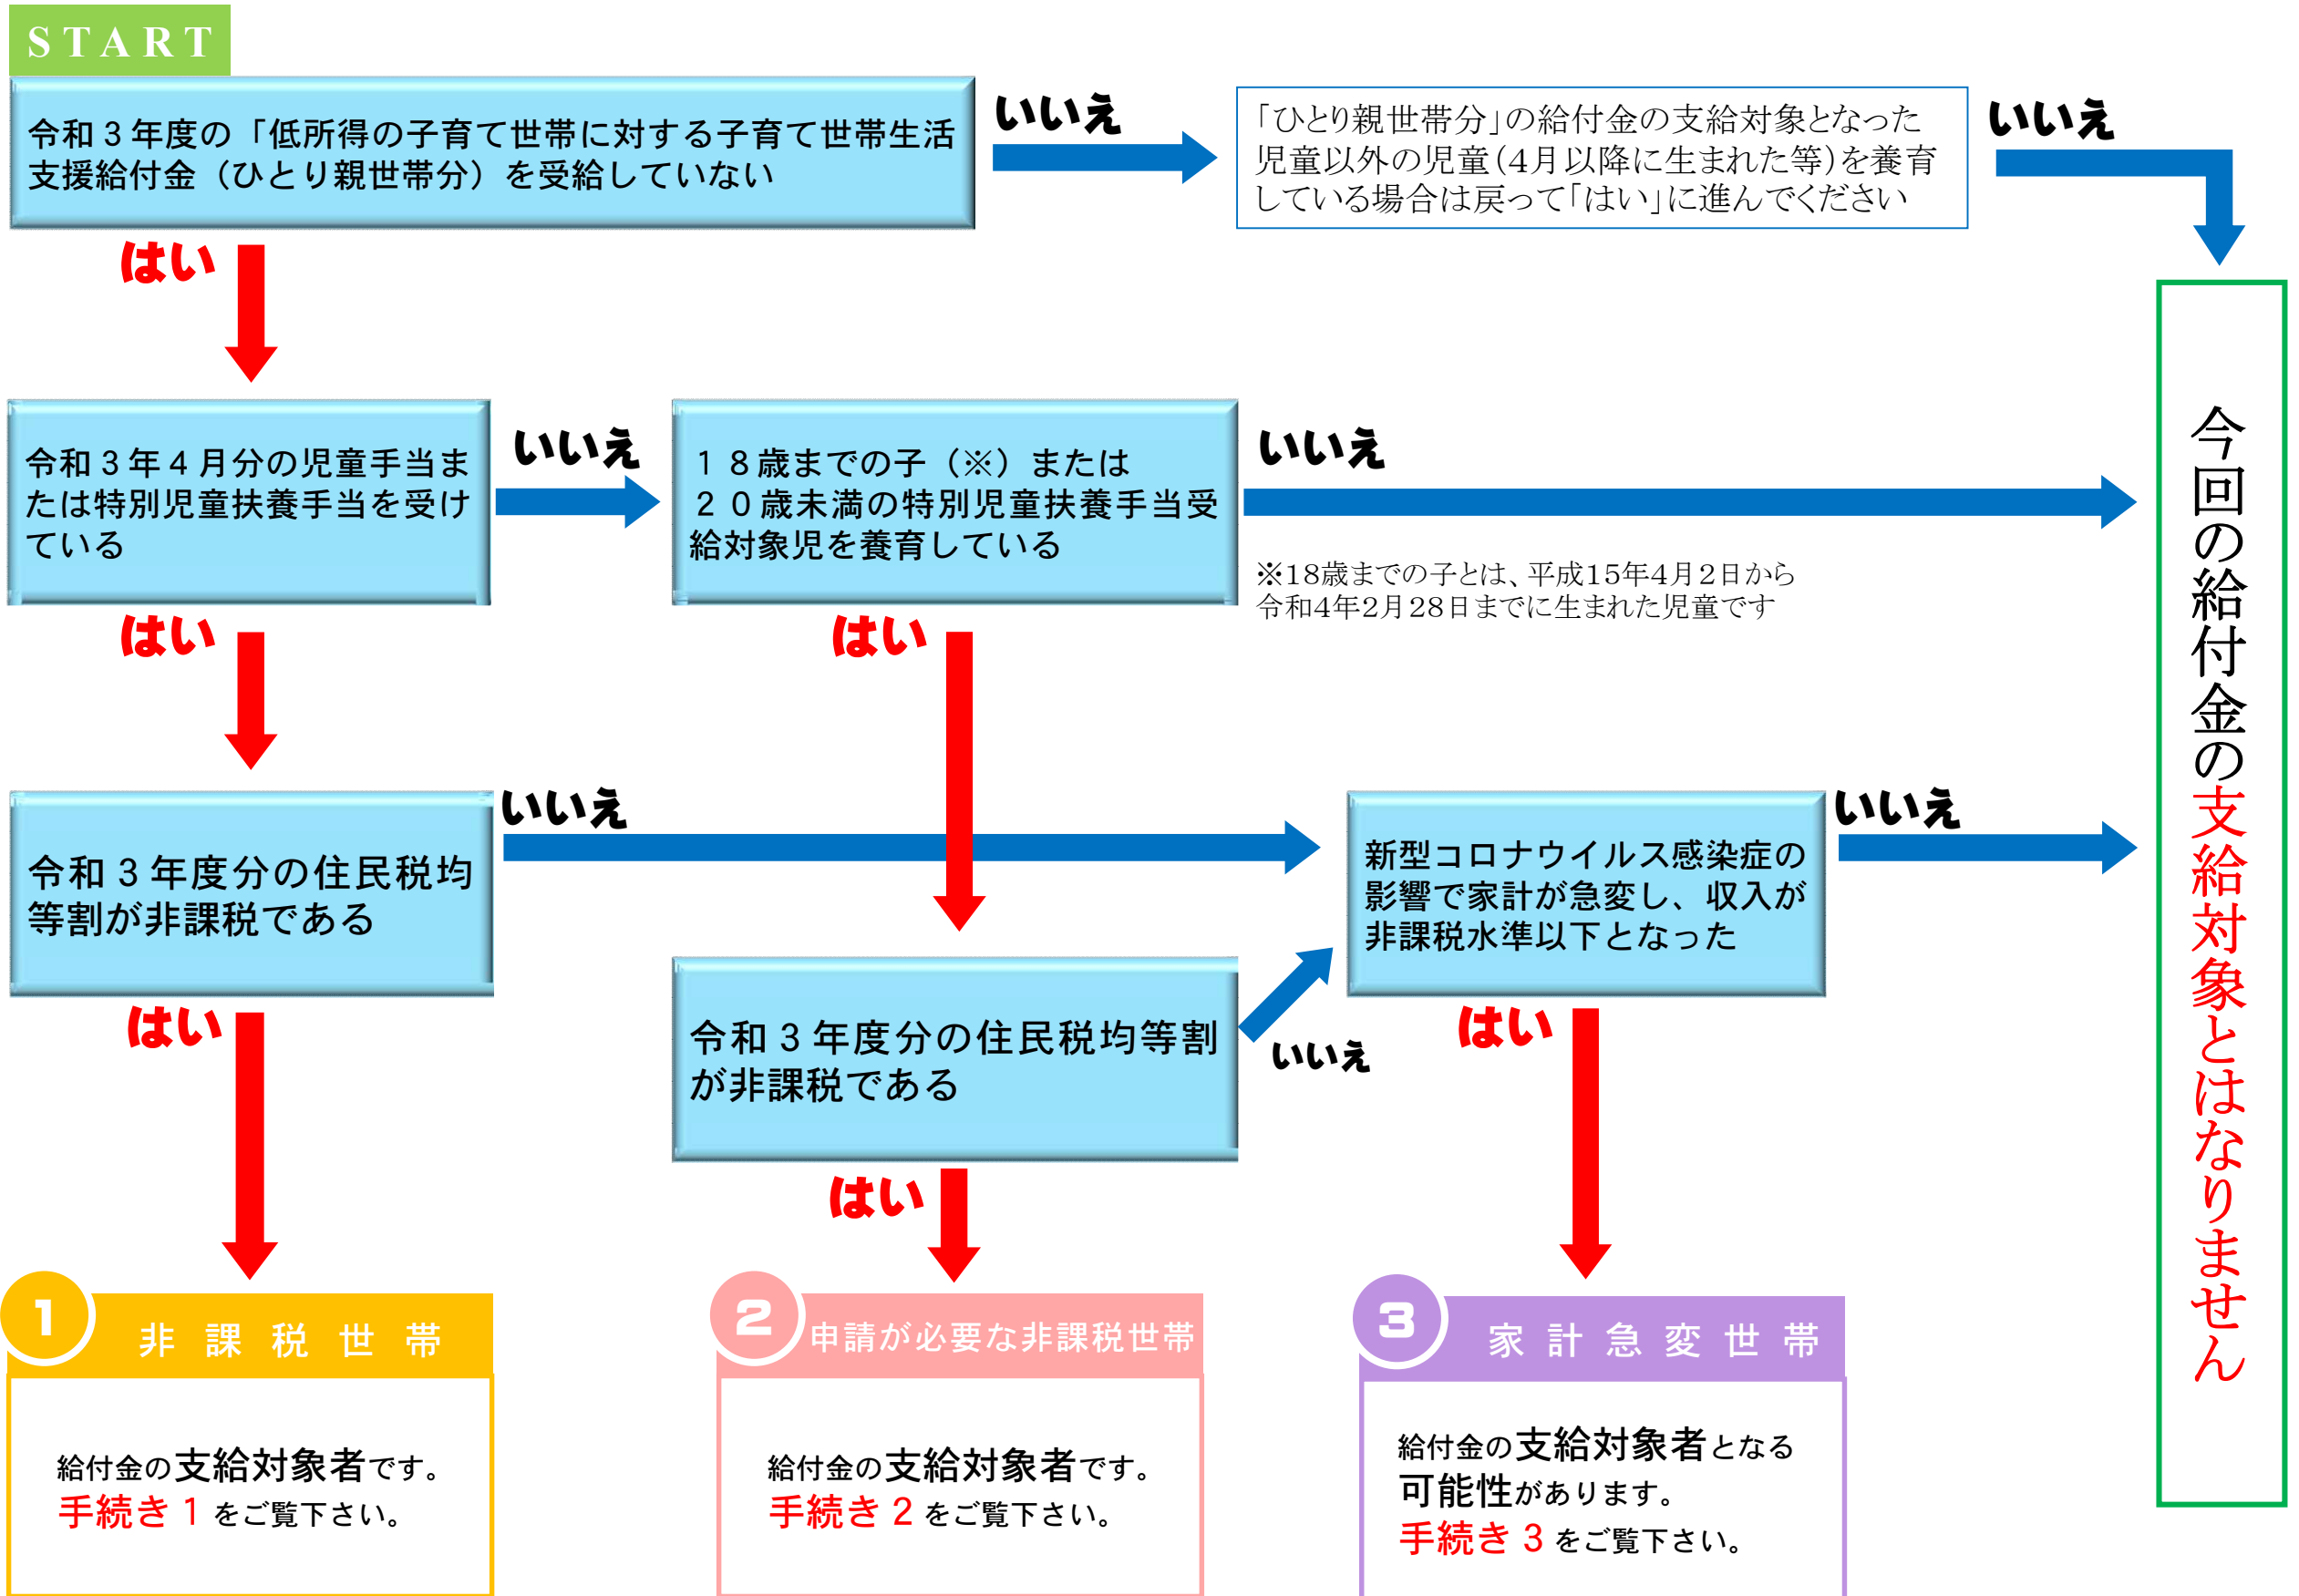 START
令和３年度の「低所得の子育て世帯に対する子育て世帯生活
支援給付金（ひとり親世帯分）を受給していない
いいえ
「ひとり親世帯分」の給付金の支給対象となった
児童以外の児童(4月以降に生まれた等)を養育
している場合は戻って「はい」に進んでください
いいえ
はい
令和３年４月分の児童手当ま
たは特別児童扶養手当を受け
ている
いいえ
１８歳までの子（※）または
２０歳未満の特別児童扶養手当受
給対象児を養育している
いいえ
※18歳までの子とは、平成15年4月2日から
令和4年2月28日までに生まれた児童です
はい
はい
令和３年度分の住民税均
等割が非課税である
いいえ
新型コロナウイルス感染症の
影響で家計が急変し、収入が
非課税水準以下となった
いいえ
令和３年度分の住民税均等割
が非課税である
いいえ
はい
はい
はい
今回の給付金の支給対象とはなりません
1
非課税世帯
給付金の支給対象者です。
手続き１をご覧下さい。
2
申請が必要な非課税世帯
給付金の支給対象者です。
手続き２をご覧下さい。
3
家計急変世帯
給付金の支給対象者となる
可能性があります。
手続き３をご覧下さい。